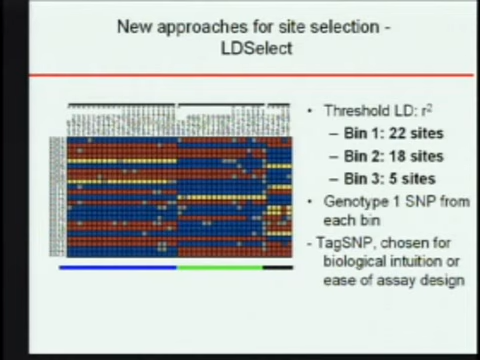 New approaches for site selection -
LDSelect
• Threshold LD: r²
– Bin 1: 22 sites
– Bin 2: 18 sites
– Bin 3: 5 sites
• Genotype 1 SNP from
each bin
- TagSNP, chosen for
biological intuition or
ease of assay design